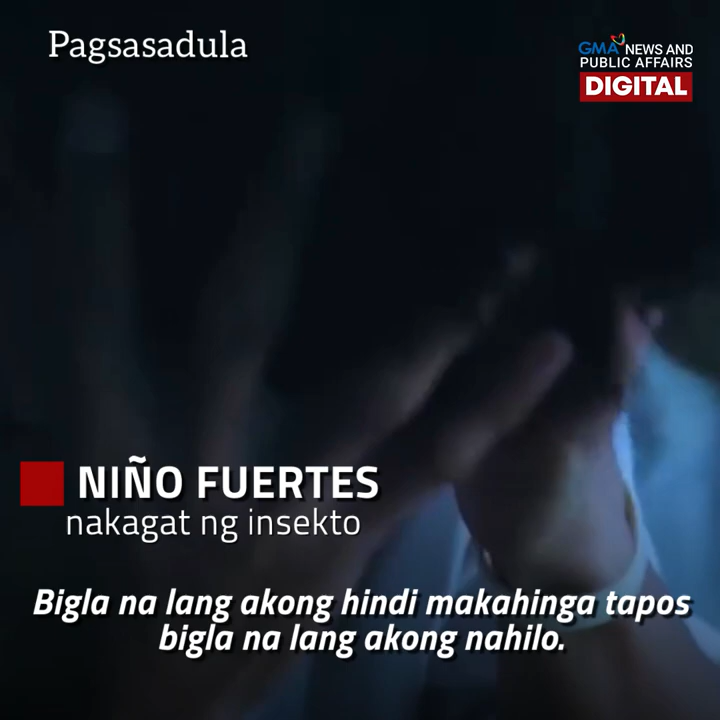 Pagsasadula
GMA NEWS AND
PUBLIC AFFAIRS
DIGITAL
NIÑO FUERTES
nakagat ng insekto
Bigla na lang akong hindi makahinga tapos
bigla na lang akong nahilo.